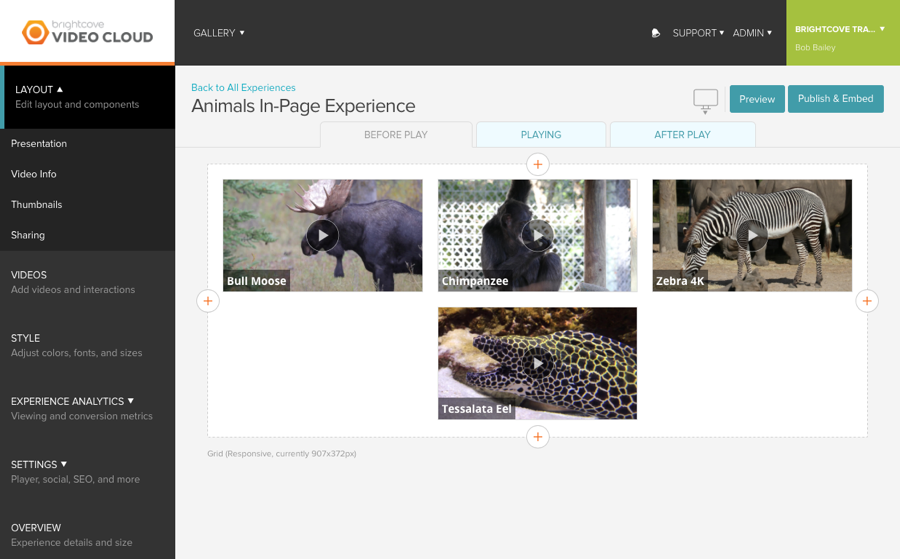 brightcove
VIDEO CLOUD
GALLERY
SUPPORT
ADMIN
BRIGHTCOVE TRA...
Bob Bailey
LAYOUT
Edit layout and components
Presentation
Video Info
Thumbnails
Sharing
VIDEOS
Add videos and interactions
STYLE
Adjust colors, fonts, and sizes
EXPERIENCE ANALYTICS
Viewing and conversion metrics
SETTINGS
Player, social, SEO, and more
OVERVIEW
Experience details and size
Back to All Experiences
Animals In-Page Experience
Preview
Publish & Embed
BEFORE PLAY
PLAYING
AFTER PLAY
Bull Moose
Chimpanzee
Zebra 4K
Tessalata Eel
Grid (Responsive, currently 907x372px)